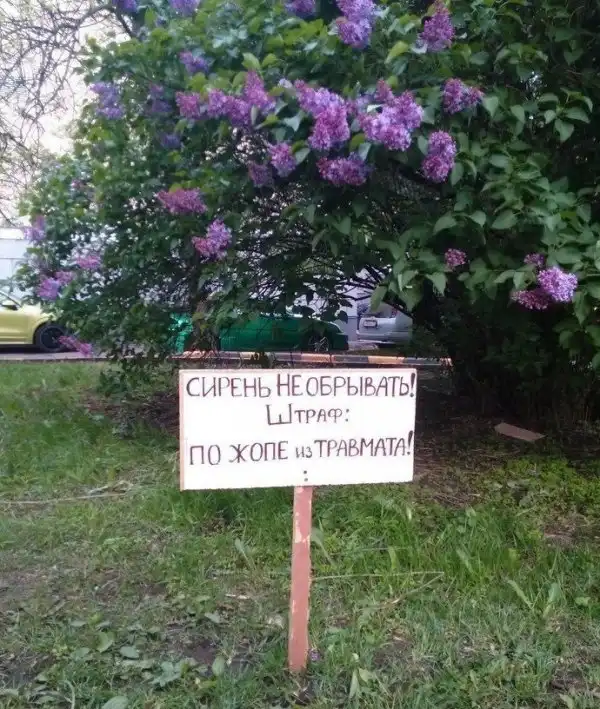 СИРЕНЬ НЕ ОБРЫВАТЬ!
ШТРАФ:
ПО ЖОПЕ ИЗ ТРАВМАТА!